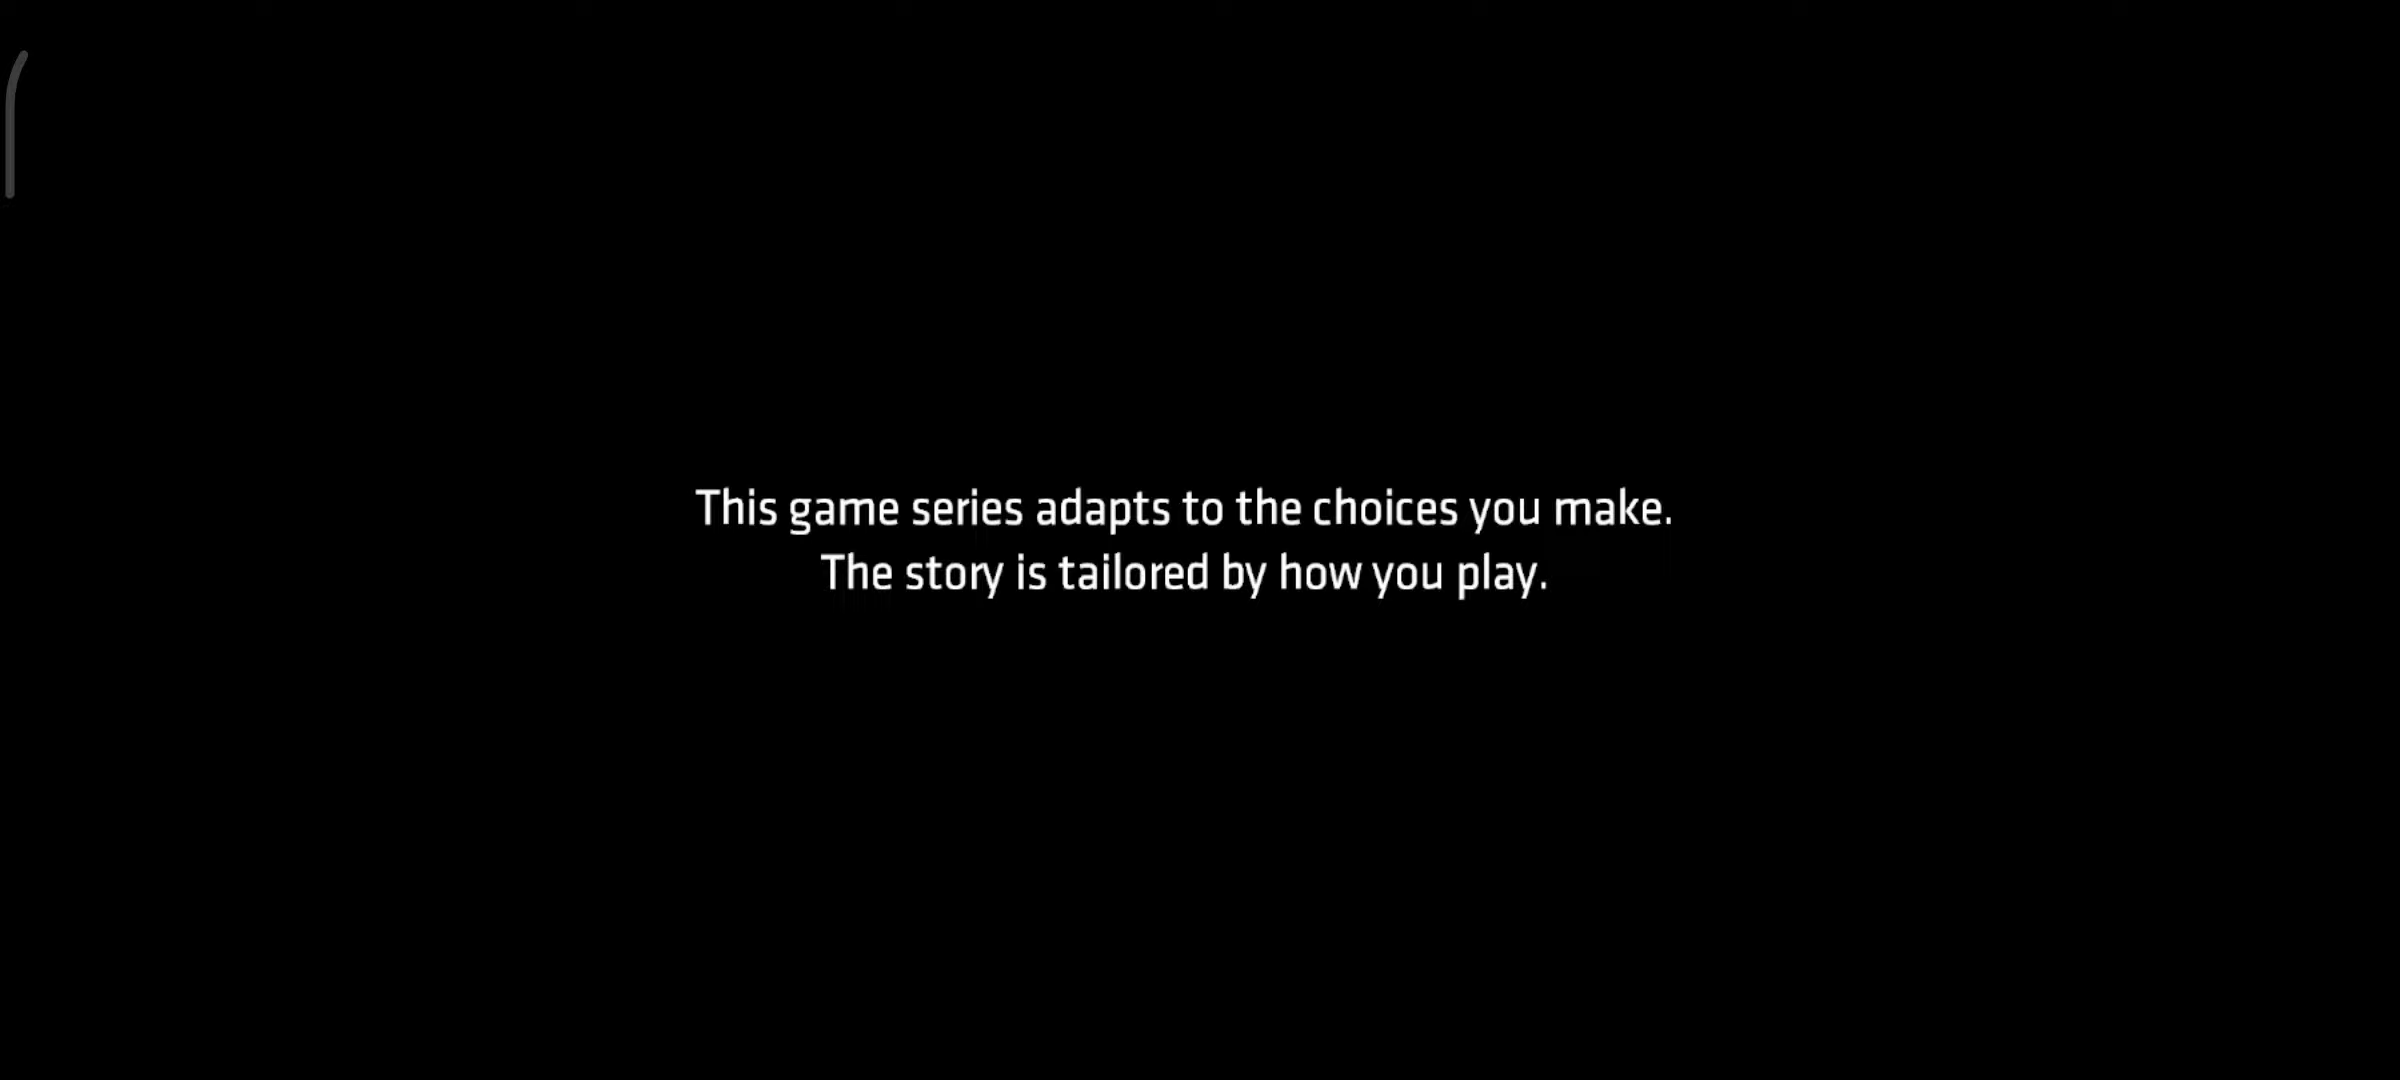 This game series adapts to the choices you make.
The story is tailored by how you play.